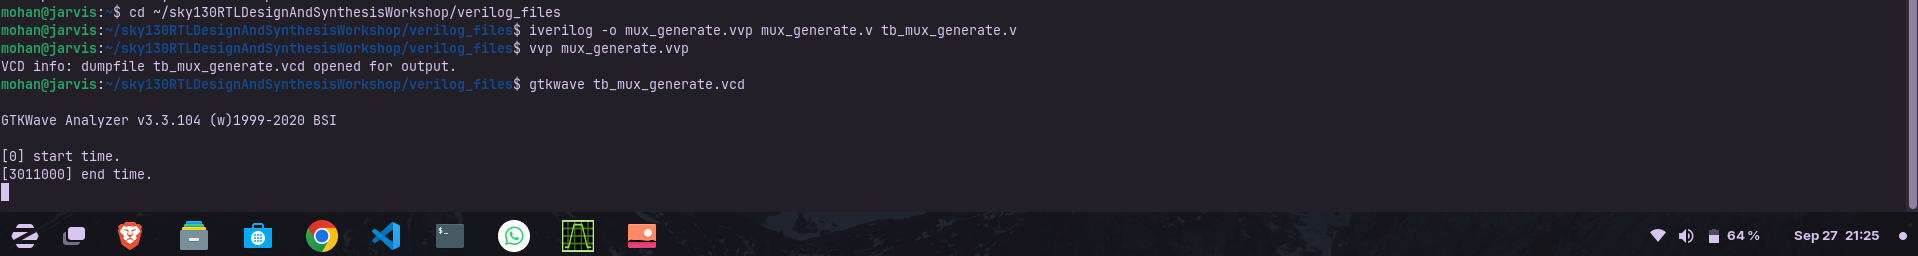 mohan@jarvis:~$ cd ~/sky130RTLDesignAndSynthesisWorkshop/verilog_files
mohan@jarvis:~/sky130RTLDesignAndSynthesisWorkshop/verilog_files$ iverilog -o mux_generate.vvp mux_generate.v tb_mux_generate.v
mohan@jarvis:~/sky130RTLDesignAndSynthesisWorkshop/verilog_files$ vvp mux_generate.vvp
VCD info: dumpfile tb_mux_generate.vcd opened for output.
mohan@jarvis:~/sky130RTLDesignAndSynthesisWorkshop/verilog_files$ gtkwave tb_mux_generate.vcd
GTKWave Analyzer v3.3.104 (w)1999-2020 BSI
[0] start time.
[3011000] end time.
$_
64 % Sep 27 21:25